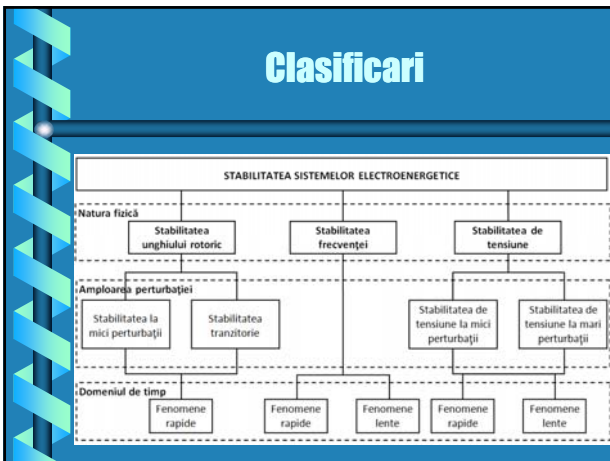 Clasificari
STABILITATEA SISTEMELOR ELECTROENERGETICE
Natura fizică
Stabilitatea
unghiului rotoric
Stabilitatea
frecvenței
Stabilitatea de
tensiune
Amploarea perturbației
Stabilitatea la
mici perturbații
Stabilitatea
tranzitorie
Stabilitatea de
tensiune la mici
perturbații
Stabilitatea de
tensiune la mari
perturbații
Domeniul de timp
Fenomene
rapide
Fenomene
rapide
Fenomene
lente
Fenomene
rapide
Fenomene
lente